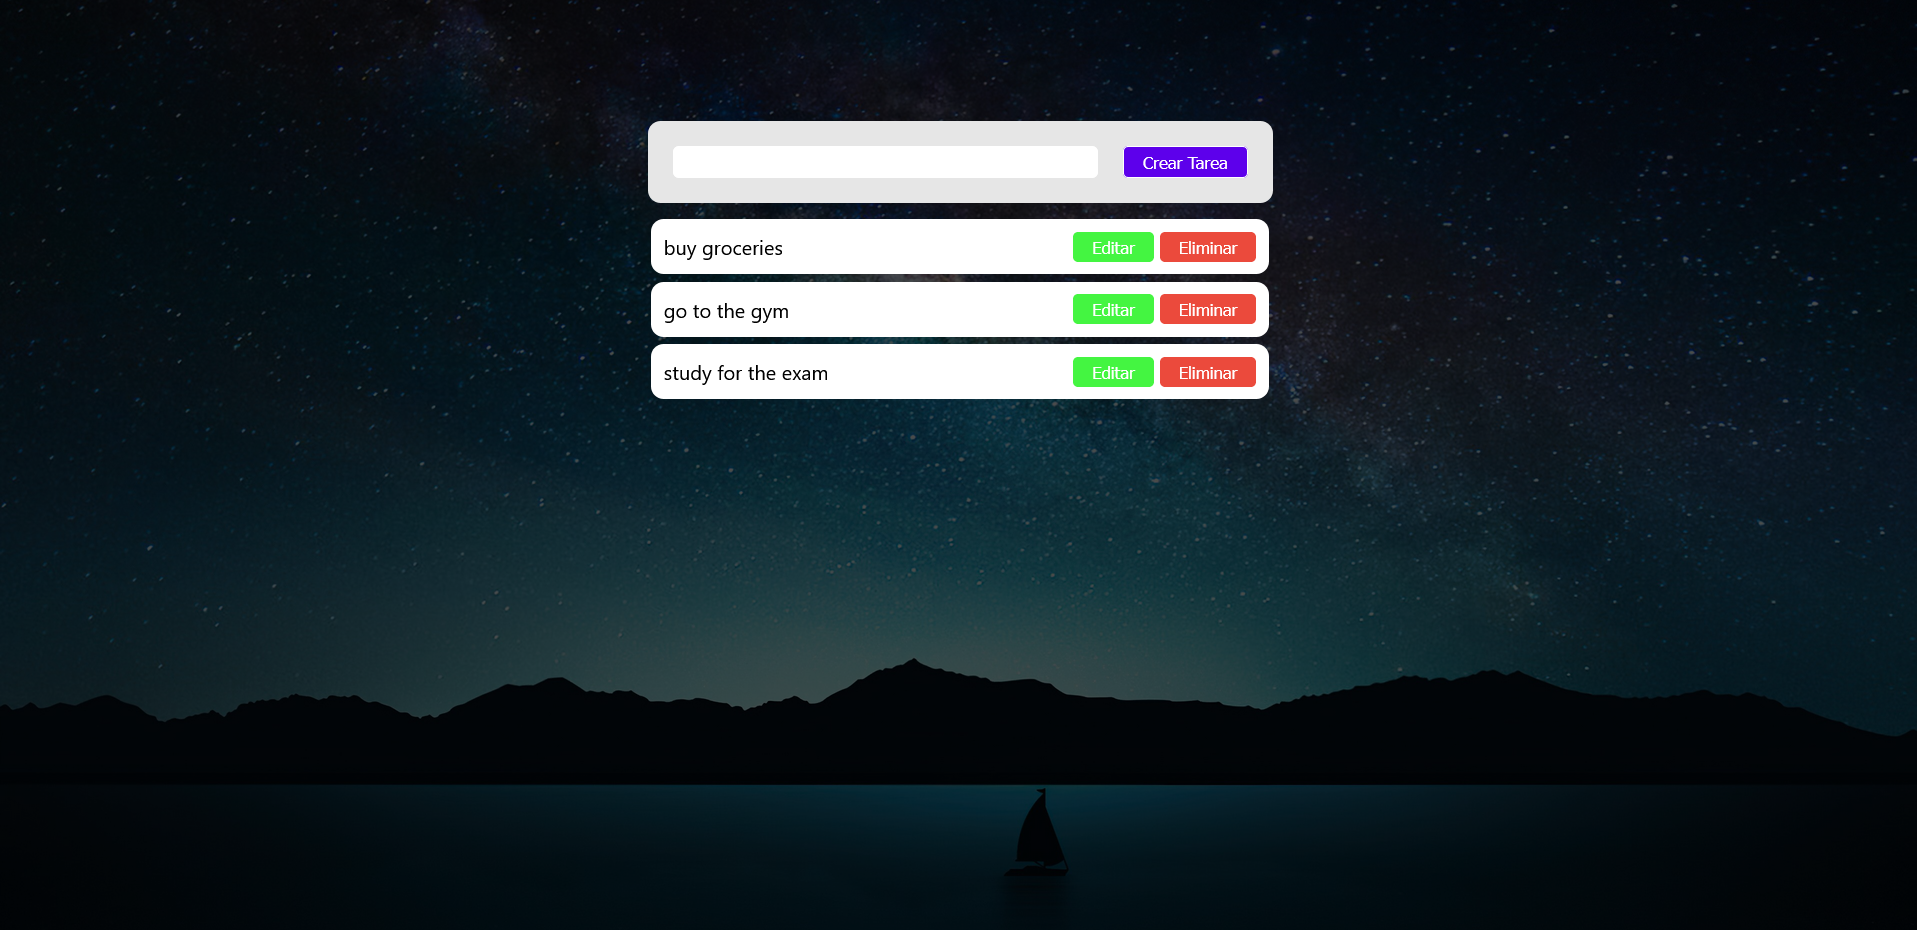 Crear Tarea
buy groceries Editar Eliminar
go to the gym Editar Eliminar
study for the exam Editar Eliminar